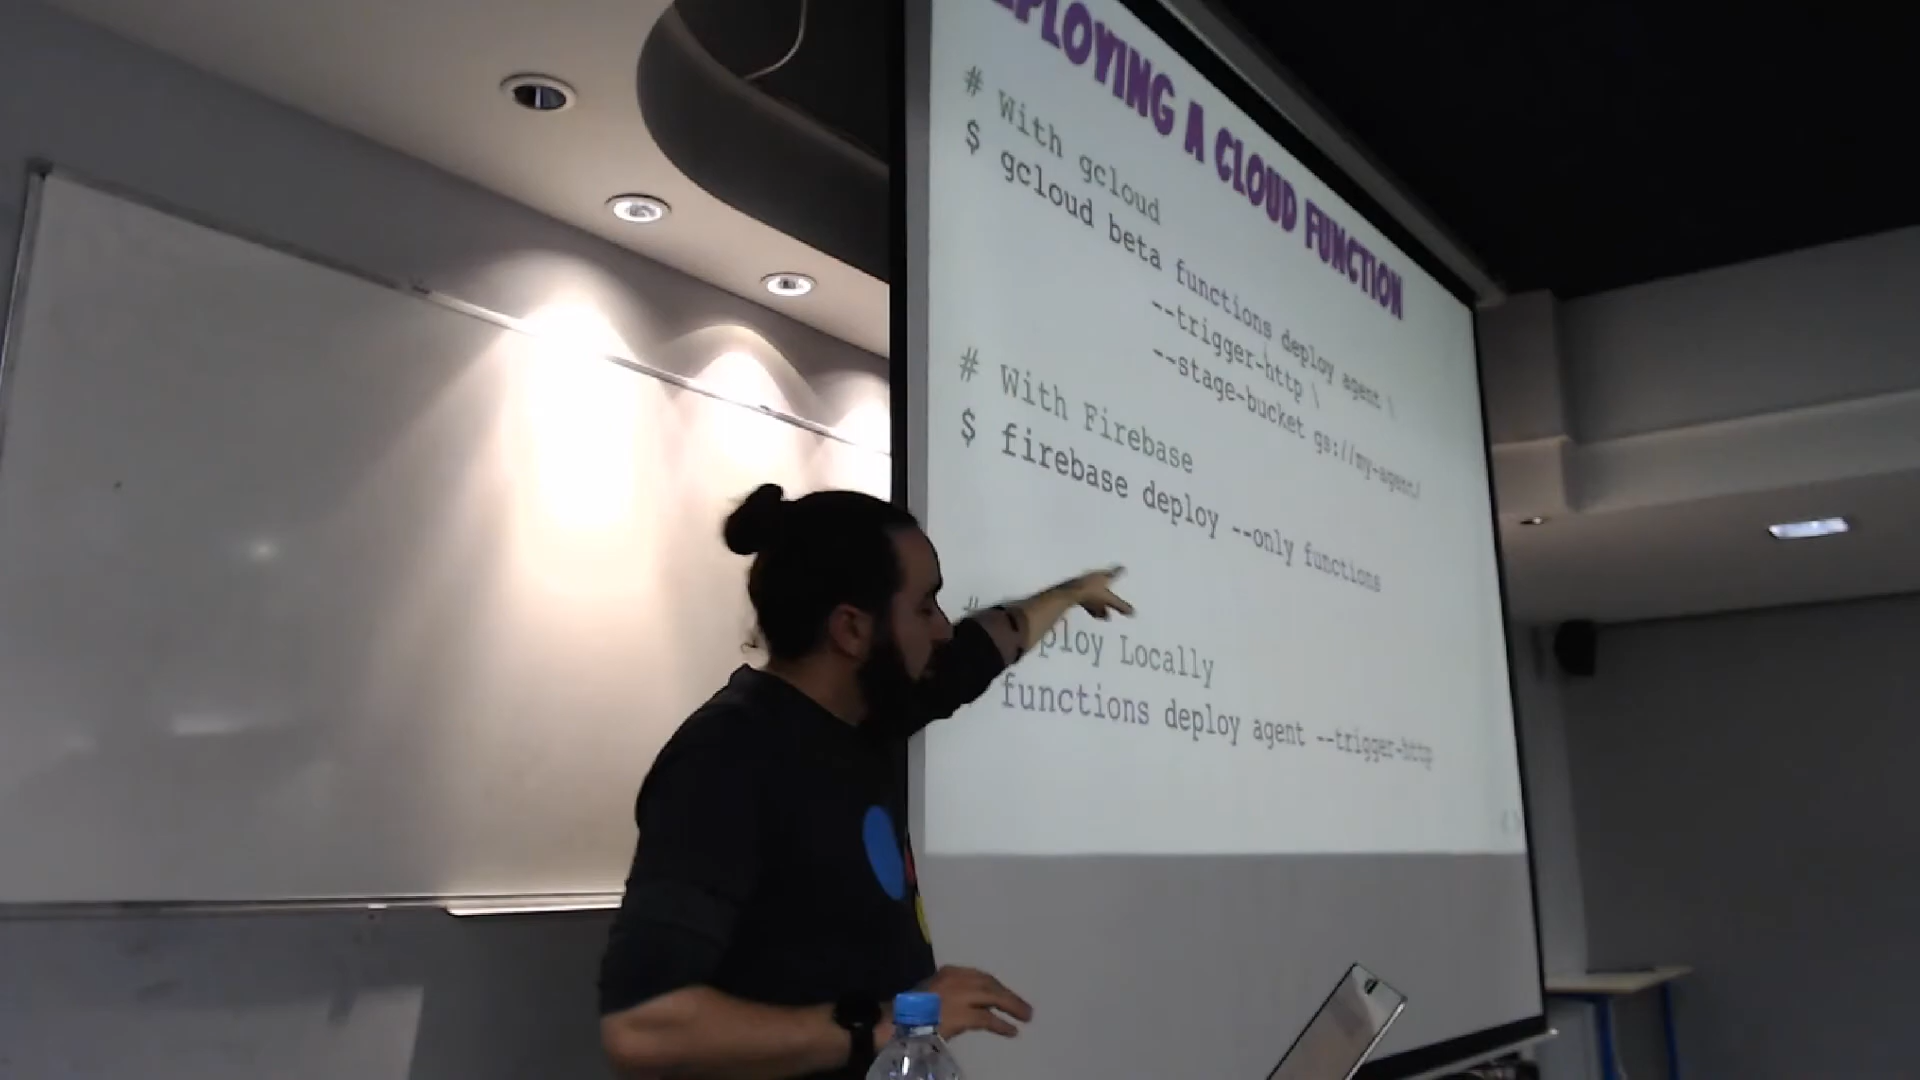 PLOYING A CLOUD FUNCTION
# With gcloud
$ gcloud beta functions deploy agent \
--trigger-http \
--stage-bucket gs://my-agent/
# With Firebase
$ firebase deploy --only functions
# ploy Locally
functions deploy agent --trigger-http